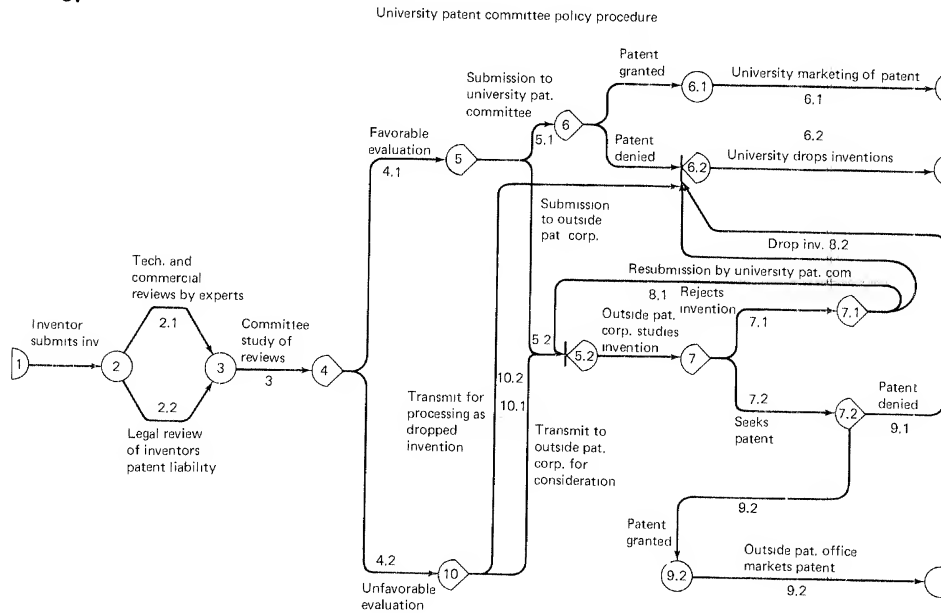 University patent committee policy procedure
Patent
granted
6.1
University marketing of patent
6.1
Submission to
university pat.
committee
6
5.1
6.2
Favorable
evaluation
4.1
5
Patent
denied
6.2
University drops inventions
Submission
to outside
pat corp.
Drop inv. 8.2
Tech. and
commercial
reviews by experts
2.1
Resubmission by university pat. com
8.1
Rejects
invention
7.1
7.1
Inventor
submits inv
1
2
3
Committee
study of
reviews
3
4
5.2
5.2
Outside pat.
corp. studies
invention
7
2.2
Legal review
of inventors
patent liability
Transmit for
processing as
dropped
invention
10.2
10.1
Transmit to
outside pat.
corp. for
consideration
7.2
Seeks
patent
7.2
Patent
denied
9.1
9.2
Patent
granted
9.2
Outside pat. office
markets patent
9.2
4.2
Unfavorable
evaluation
10